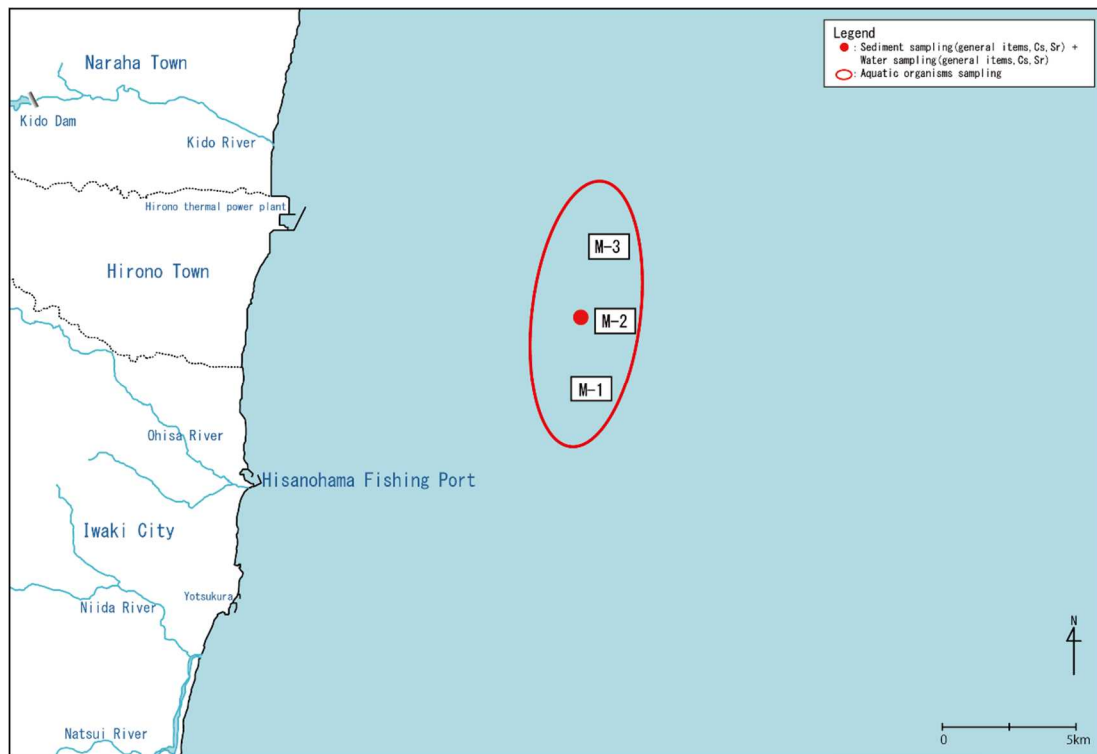 Legend
: Sediment sampling(general items,Cs,Sr) +
Water sampling(general items,Cs,Sr)
: Aquatic organisms sampling
Naraha Town
Kido Dam
Kido River
Hirono thermal power plant
M-3
Hirono Town
M-2
M-1
Ohisa River
Hisanohama Fishing Port
Iwaki City
Yotsukura
Niida River
N
Natsui River
0 5km